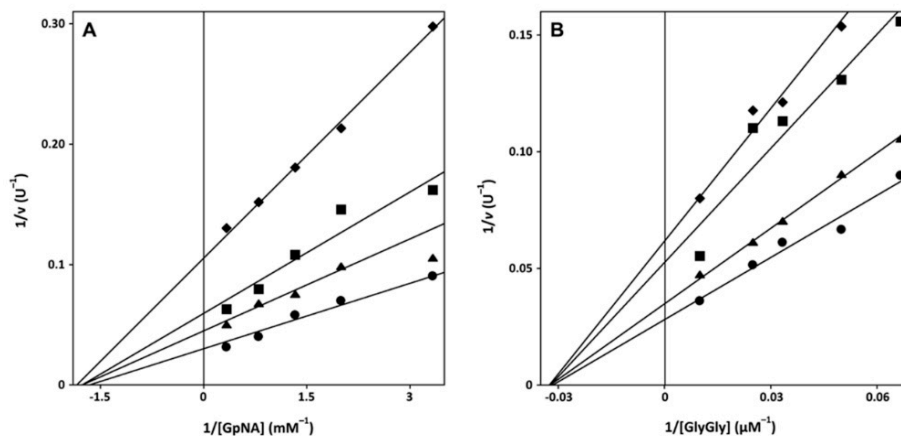 A
0.30
0.20
0.1
0
-1.5
0
1.5
3
1/v (U⁻¹)
1/[GpNA] (mM⁻¹)
B
0.15
0.10
0.05
0
-0.03
0
0.03
0.06
1/v (U⁻¹)
1/[GlyGly] (μM⁻¹)